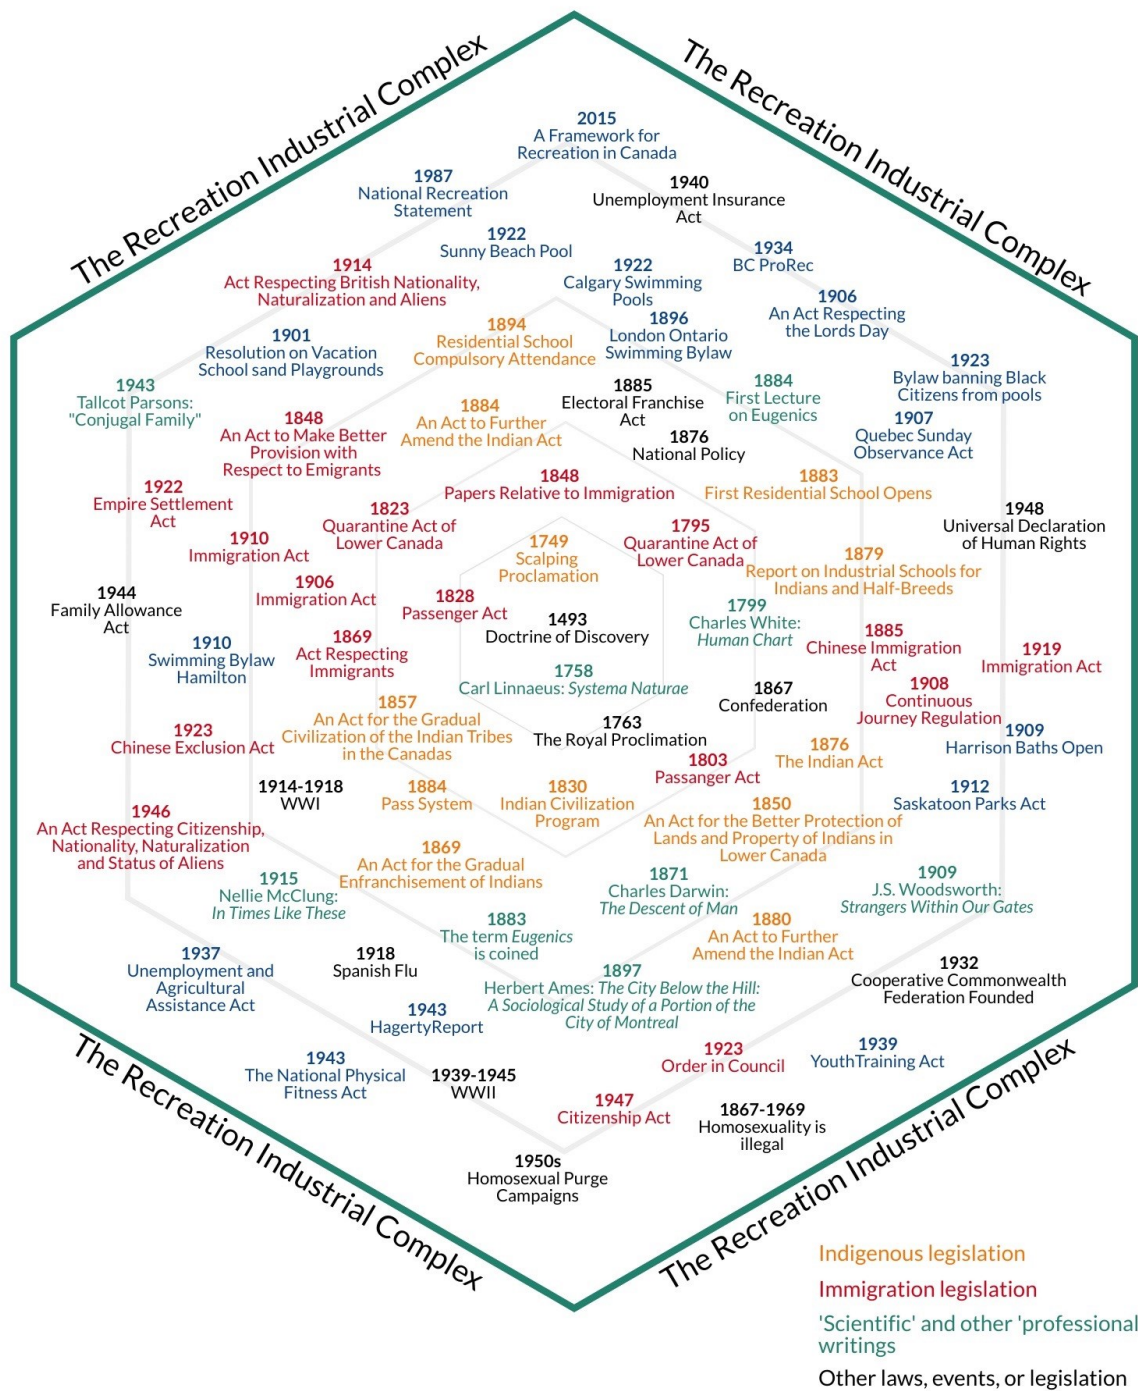 The Recreation Industrial Complex
The Recreation Industrial Complex
2015
A Framework for
Recreation in Canada
1987
National Recreation
Statement
1940
Unemployment Insurance
Act
1922
Sunny Beach Pool
1934
BC ProRec
1914
Act Respecting British Nationality,
Naturalization and Aliens
1922
Calgary Swimming
Pools
1906
An Act Respecting
the Lords Day
1901
Resolution on Vacation
School sand Playgrounds
1894
Residential School
Compulsory Attendance
1896
London Ontario
Swimming Bylaw
1923
Bylaw banning Black
Citizens from pools
1943
Tallcot Parsons:
"Conjugal Family"
1885
Electoral Franchise
Act
1884
First Lecture
on Eugenics
1848
An Act to Make Better
Provision with
Respect to Emigrants
1884
An Act to Further
Amend the Indian Act
1876
National Policy
1907
Quebec Sunday
Observance Act
1922
Empire Settlement
Act
1848
Papers Relative to Immigration
1883
First Residential School Opens
1823
Quarantine Act of
Lower Canada
1795
Quarantine Act of
Lower Canada
1948
Universal Declaration
of Human Rights
1910
Immigration Act
1749
Scalping
Proclamation
1879
Report on Industrial Schools for
Indians and Half-Breeds
1906
Immigration Act
1944
Family Allowance
Act
1828
Passenger Act
1493
Doctrine of Discovery
1799
Charles White:
Human Chart
1910
Swimming Bylaw
Hamilton
1869
Act Respecting
Immigrants
1885
Chinese Immigration
Act
1919
Immigration Act
1758
Carl Linnaeus: Systema Naturae
1867
Confederation
1908
Continuous
Journey Regulation
1857
An Act for the Gradual
Civilization of the Indian Tribes
in the Canadas
1763
The Royal Proclimation
1923
Chinese Exclusion Act
1876
The Indian Act
1909
Harrison Baths Open
1803
Passanger Act
1914-1918
WWI
1884
Pass System
1830
Indian Civilization
Program
1912
Saskatoon Parks Act
1946
An Act Respecting Citizenship,
Nationality, Naturalization
and Status of Aliens
1850
An Act for the Better Protection of
Lands and Property of Indians in
Lower Canada
1869
An Act for the Gradual
Enfranchisement of Indians
1915
Nellie McClung:
In Times Like These
1871
Charles Darwin:
The Descent of Man
1909
J.S. Woodsworth:
Strangers Within Our Gates
1883
The term Eugenics
is coined
1880
An Act to Further
Amend the Indian Act
1937
Unemployment and
Agricultural
Assistance Act
1918
Spanish Flu
1897
Herbert Ames: The City Below the Hill:
A Sociological Study of a Portion of the
City of Montreal
1932
Cooperative Commonwealth
Federation Founded
1943
HagertyReport
1943
The National Physical
Fitness Act
1939-1945
WWII
1923
Order in Council
1939
YouthTraining Act
1947
Citizenship Act
1867-1969
Homosexuality is
illegal
1950s
Homosexual Purge
Campaigns
The Recreation Industrial Complex
The Recreation Industrial Complex
Indigenous legislation
Immigration legislation
'Scientific' and other 'professional
writings
Other laws, events, or legislation